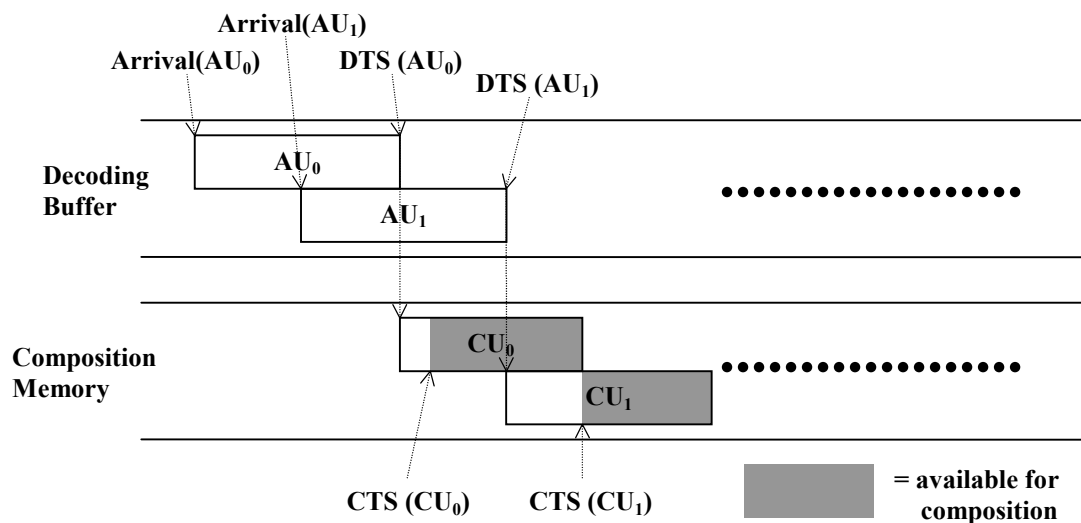 Arrival(AU₁)
Arrival(AU₀)
DTS (AU₀)
DTS (AU₁)
Decoding
Buffer
AU₀
AU₁
Composition
Memory
CU₀
CU₁
CTS (CU₀)
CTS (CU₁)
= available for
composition